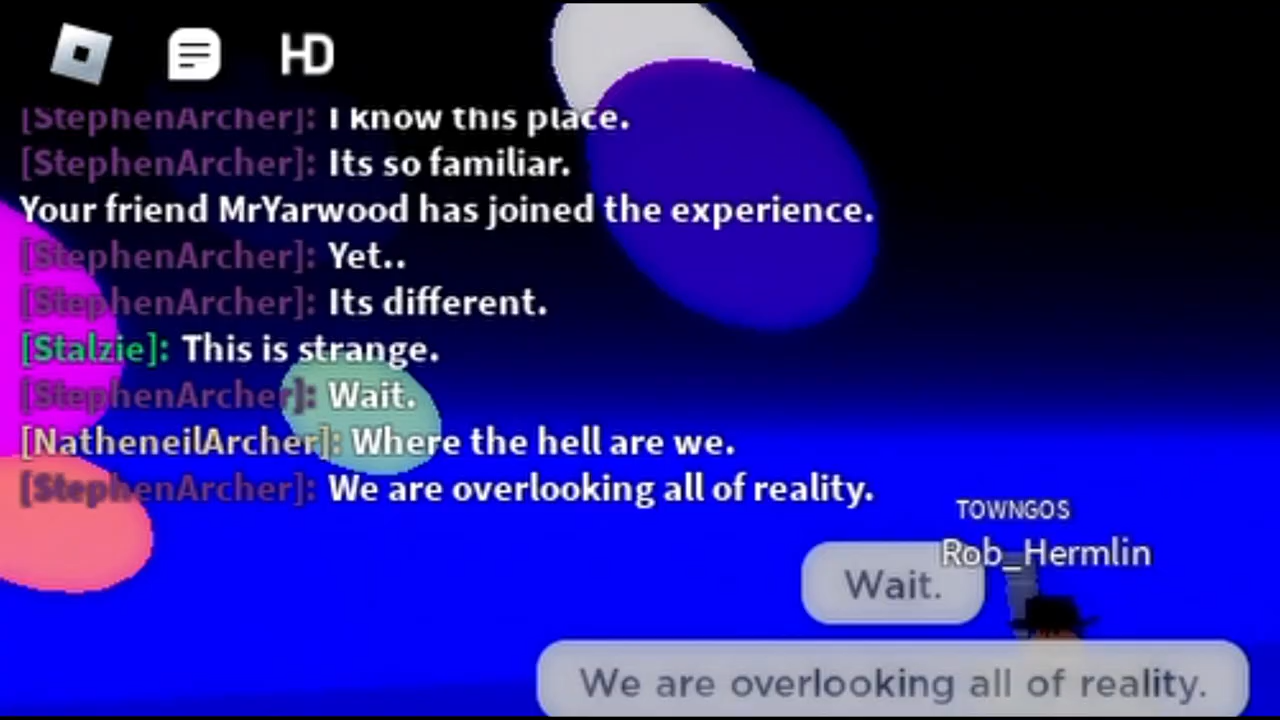 HD
[StephenArcher]: I know this place.
[StephenArcher]: Its so familiar.
Your friend MrYarwood has joined the experience.
[StephenArcher]: Yet..
[StephenArcher]: Its different.
[Stalzie]: This is strange.
[StephenArcher]: Wait.
[NatheneilArcher]: Where the hell are we.
[StephenArcher]: We are overlooking all of reality.
TOWNGOS
Rob_Hermlin
Wait.
We are overlooking all of reality.